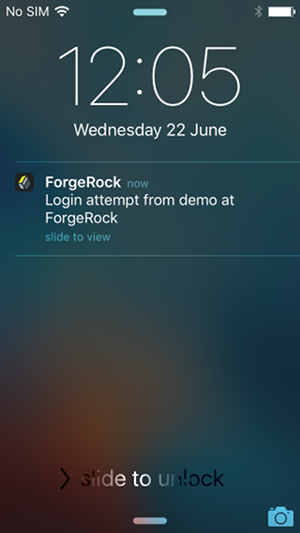 No SIM
12:05
Wednesday 22 June
ForgeRock now
Login attempt from demo at
ForgeRock
slide to view
slide to unlock